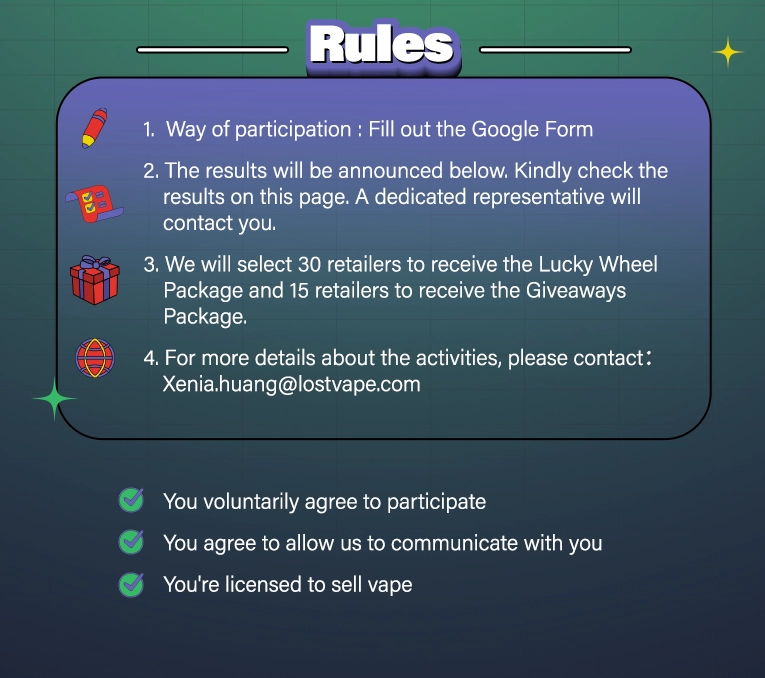 Rules
1. Way of participation : Fill out the Google Form
2. The results will be announced below. Kindly check the
results on this page. A dedicated representative will
contact you.
3. We will select 30 retailers to receive the Lucky Wheel
Package and 15 retailers to receive the Giveaways
Package.
4. For more details about the activities, please contact：
Xenia.huang@lostvape.com
You voluntarily agree to participate
You agree to allow us to communicate with you
You're licensed to sell vape